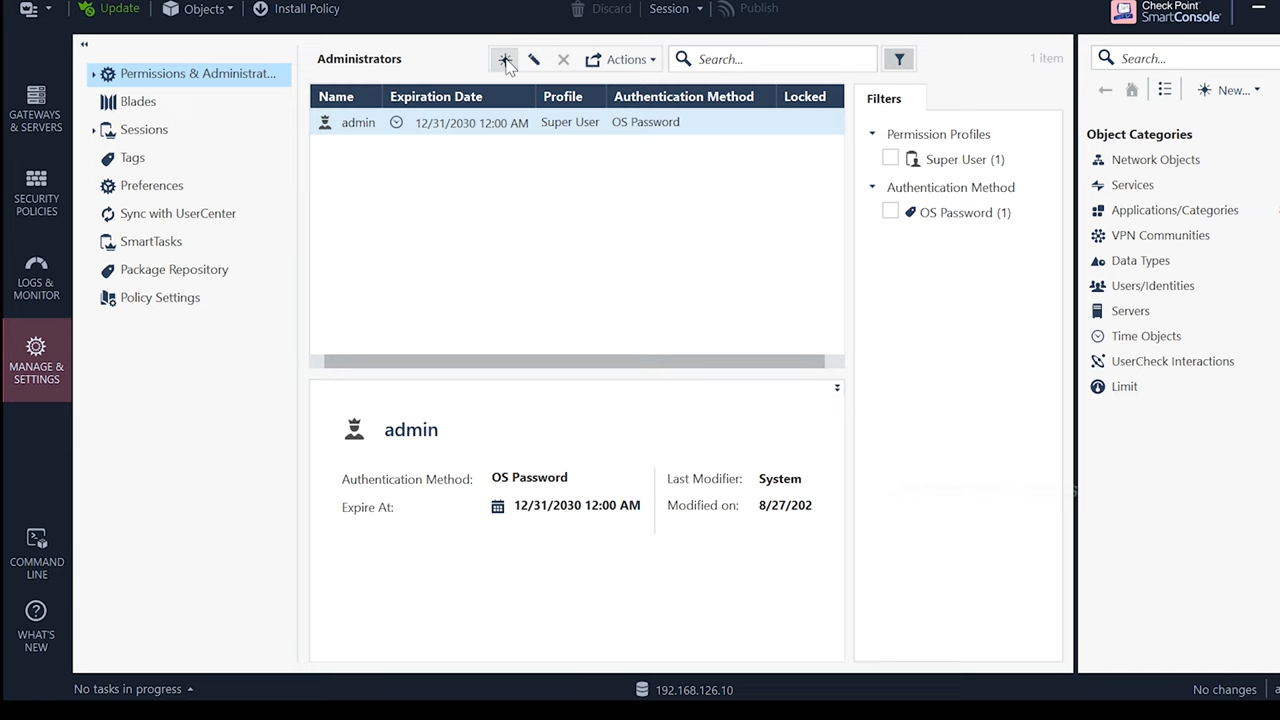 Update
Objects
Install Policy
Discard
Session
Publish
Check Point
SmartConsole
GATEWAYS
& SERVERS
SECURITY
POLICIES
LOGS &
MONITOR
MANAGE &
SETTINGS
COMMAND
LINE
WHAT'S
NEW
Permissions & Administrat...
Blades
Sessions
Tags
Preferences
Sync with UserCenter
SmartTasks
Package Repository
Policy Settings
Administrators
Actions
Search...
1 item
Name Expiration Date Profile Authentication Method Locked
admin 12/31/2030 12:00 AM Super User OS Password
admin
Authentication Method: OS Password
Expire At: 12/31/2030 12:00 AM
Last Modifier: System
Modified on: 8/27/202
Filters
Permission Profiles
Super User (1)
Authentication Method
OS Password (1)
Search...
New...
Object Categories
Network Objects
Services
Applications/Categories
VPN Communities
Data Types
Users/Identities
Servers
Time Objects
UserCheck Interactions
Limit
No tasks in progress
192.168.126.10
No changes